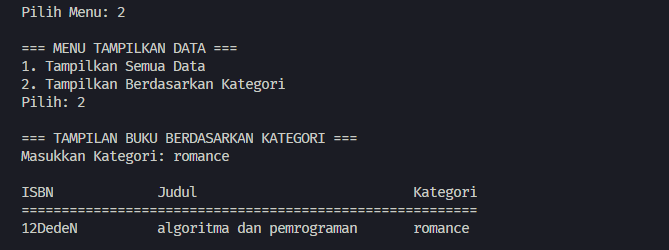 Pilih Menu: 2
=== MENU TAMPILKAN DATA ===
1. Tampilkan Semua Data
2. Tampilkan Berdasarkan Kategori
Pilih: 2
=== TAMPILAN BUKU BERDASARKAN KATEGORI ===
Masukkan Kategori: romance
ISBN Judul Kategori
=========================================================
12DedeN algoritma dan pemrograman romance